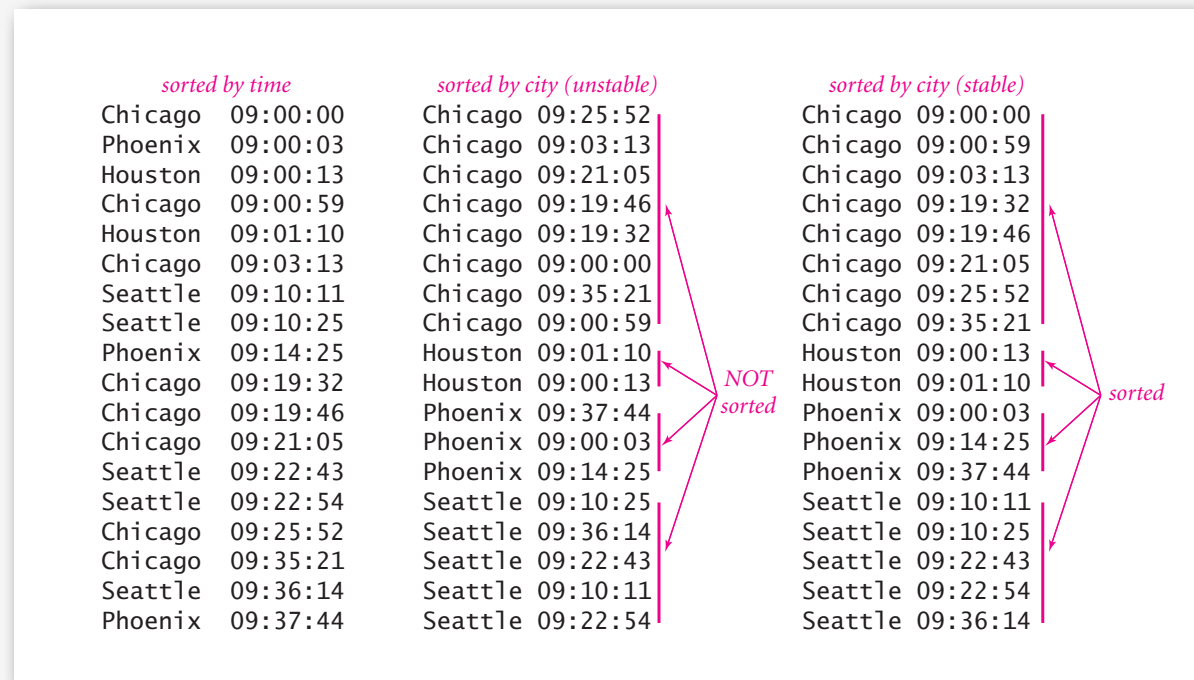 sorted by time
Chicago 09:00:00
Phoenix 09:00:03
Houston 09:00:13
Chicago 09:00:59
Houston 09:01:10
Chicago 09:03:13
Seattle 09:10:11
Seattle 09:10:25
Phoenix 09:14:25
Chicago 09:19:32
Chicago 09:19:46
Chicago 09:21:05
Seattle 09:22:43
Seattle 09:22:54
Chicago 09:25:52
Chicago 09:35:21
Seattle 09:36:14
Phoenix 09:37:44
sorted by city (unstable)
Chicago 09:25:52
Chicago 09:03:13
Chicago 09:21:05
Chicago 09:19:46
Chicago 09:19:32
Chicago 09:00:00
Chicago 09:35:21
Chicago 09:00:59
Houston 09:01:10
Houston 09:00:13
Phoenix 09:37:44
Phoenix 09:00:03
Phoenix 09:14:25
Seattle 09:10:25
Seattle 09:36:14
Seattle 09:22:43
Seattle 09:10:11
Seattle 09:22:54
NOT
sorted
sorted by city (stable)
Chicago 09:00:00
Chicago 09:00:59
Chicago 09:03:13
Chicago 09:19:32
Chicago 09:19:46
Chicago 09:21:05
Chicago 09:25:52
Chicago 09:35:21
Houston 09:00:13
Houston 09:01:10
Phoenix 09:00:03
Phoenix 09:14:25
Phoenix 09:37:44
Seattle 09:10:11
Seattle 09:10:25
Seattle 09:22:43
Seattle 09:22:54
Seattle 09:36:14
sorted